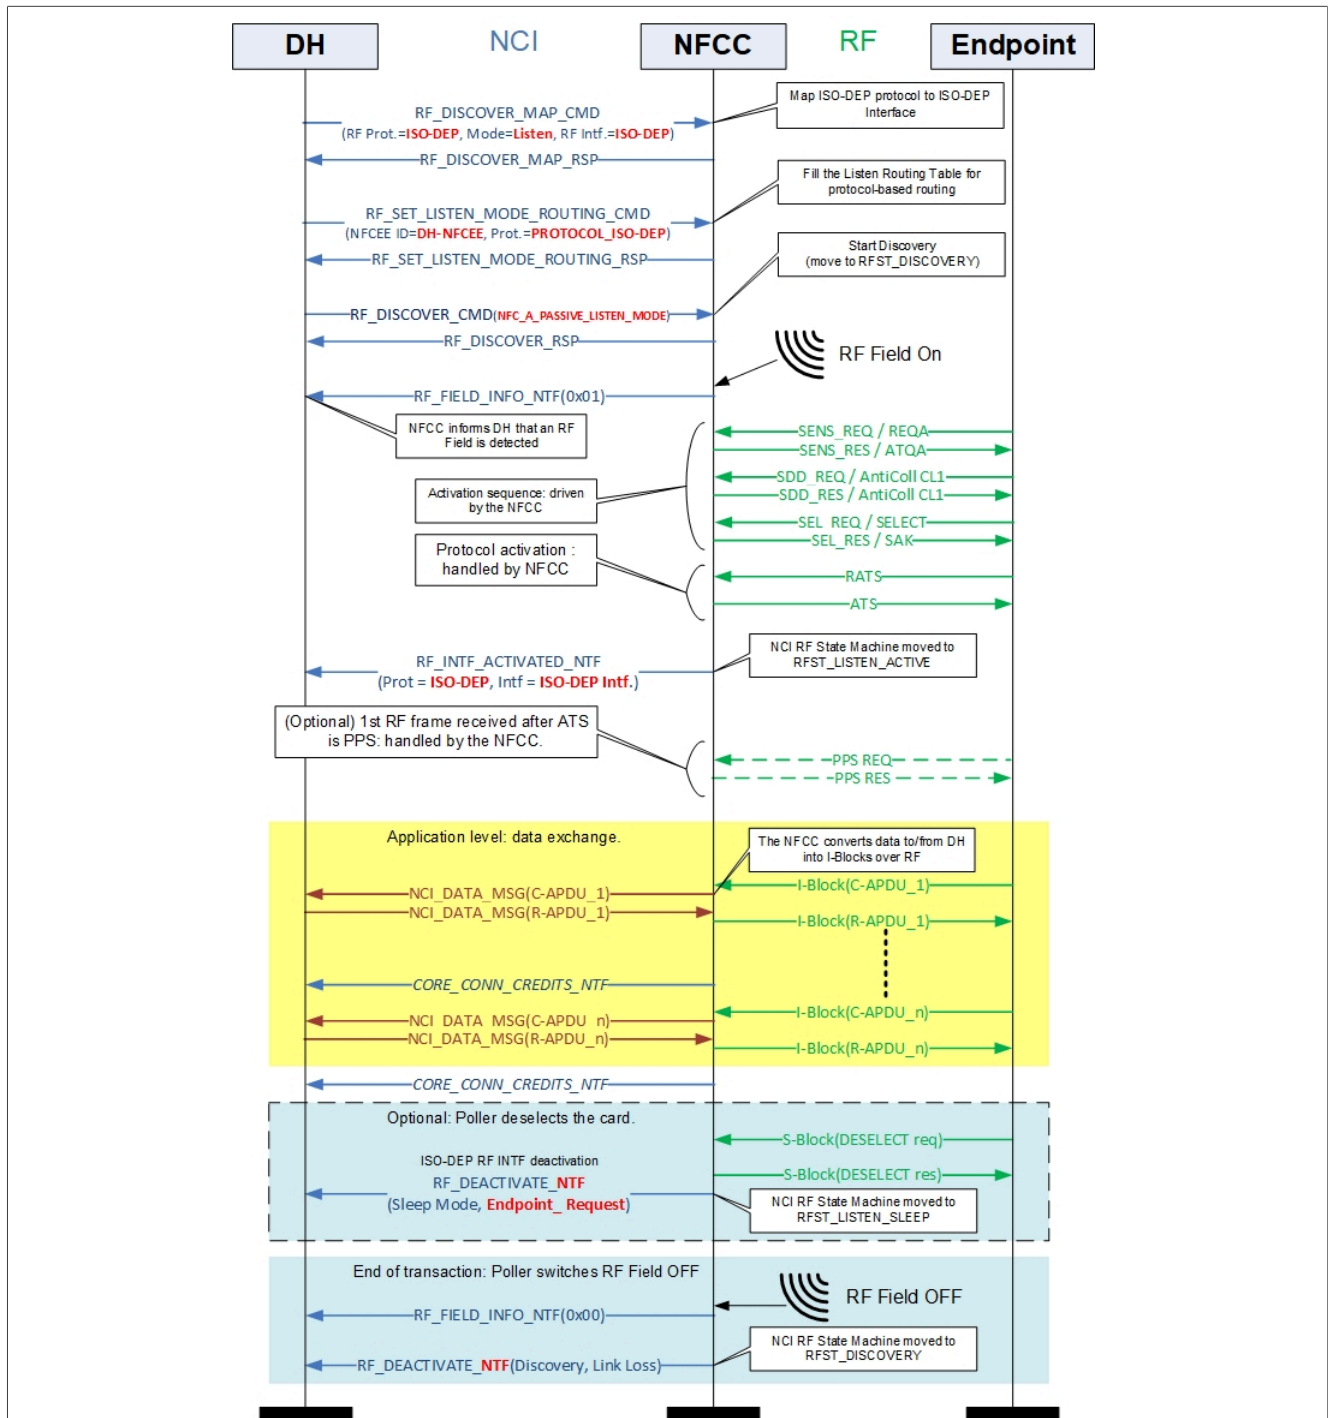 DH
NCI
NFCC
RF
Endpoint
Map ISO-DEP protocol to ISO-DEP
Interface
RF_DISCOVER_MAP_CMD
(RF Prot.=ISO-DEP, Mode=Listen, RF Intf.=ISO-DEP)
RF_DISCOVER_MAP_RSP
Fill the Listen Routing Table for
protocol-based routing
RF_SET_LISTEN_MODE_ROUTING_CMD
(NFCEE ID=DH-NFCEE, Prot.=PROTOCOL_ISO-DEP)
RF_SET_LISTEN_MODE_ROUTING_RSP
Start Discovery
(move to RFST_DISCOVERY)
RF_DISCOVER_CMD(NFC_A_PASSIVE_LISTEN_MODE)
RF_DISCOVER_RSP
RF Field On
RF_FIELD_INFO_NTF(0x01)
NFCC informs DH that an RF
Field is detected
SENS_REQ / REQA
SENS_RES / ATQA
SDD_REQ / AntiColl CL1
SDD_RES / AntiColl CL1
Activation sequence: driven
by the NFCC
SEL_REQ / SELECT
SEL_RES / SAK
Protocol activation :
handled by NFCC
RATS
ATS
NCI RF State Machine moved to
RFST_LISTEN_ACTIVE
RF_INTF_ACTIVATED_NTF
(Prot = ISO-DEP, Intf = ISO-DEP Intf.)
(Optional) 1st RF frame received after ATS
is PPS: handled by the NFCC.
PPS REQ
PPS RES
Application level: data exchange.
The NFCC converts data to/from DH
into I-Blocks over RF
I-Block(C-APDU_1)
NCI_DATA_MSG(C-APDU_1)
NCI_DATA_MSG(R-APDU_1)
I-Block(R-APDU_1)
CORE_CONN_CREDITS_NTF
I-Block(C-APDU_n)
NCI_DATA_MSG(C-APDU_n)
NCI_DATA_MSG(R-APDU_n)
I-Block(R-APDU_n)
CORE_CONN_CREDITS_NTF
Optional: Poller deselects the card.
S-Block(DESELECT req)
ISO-DEP RF INTF deactivation
S-Block(DESELECT res)
RF_DEACTIVATE_NTF
(Sleep Mode, Endpoint_ Request)
NCI RF State Machine moved to
RFST_LISTEN_SLEEP
End of transaction: Poller switches RF Field OFF
RF Field OFF
RF_FIELD_INFO_NTF(0x00)
NCI RF State Machine moved to
RFST_DISCOVERY
RF_DEACTIVATE_NTF(Discovery, Link Loss)